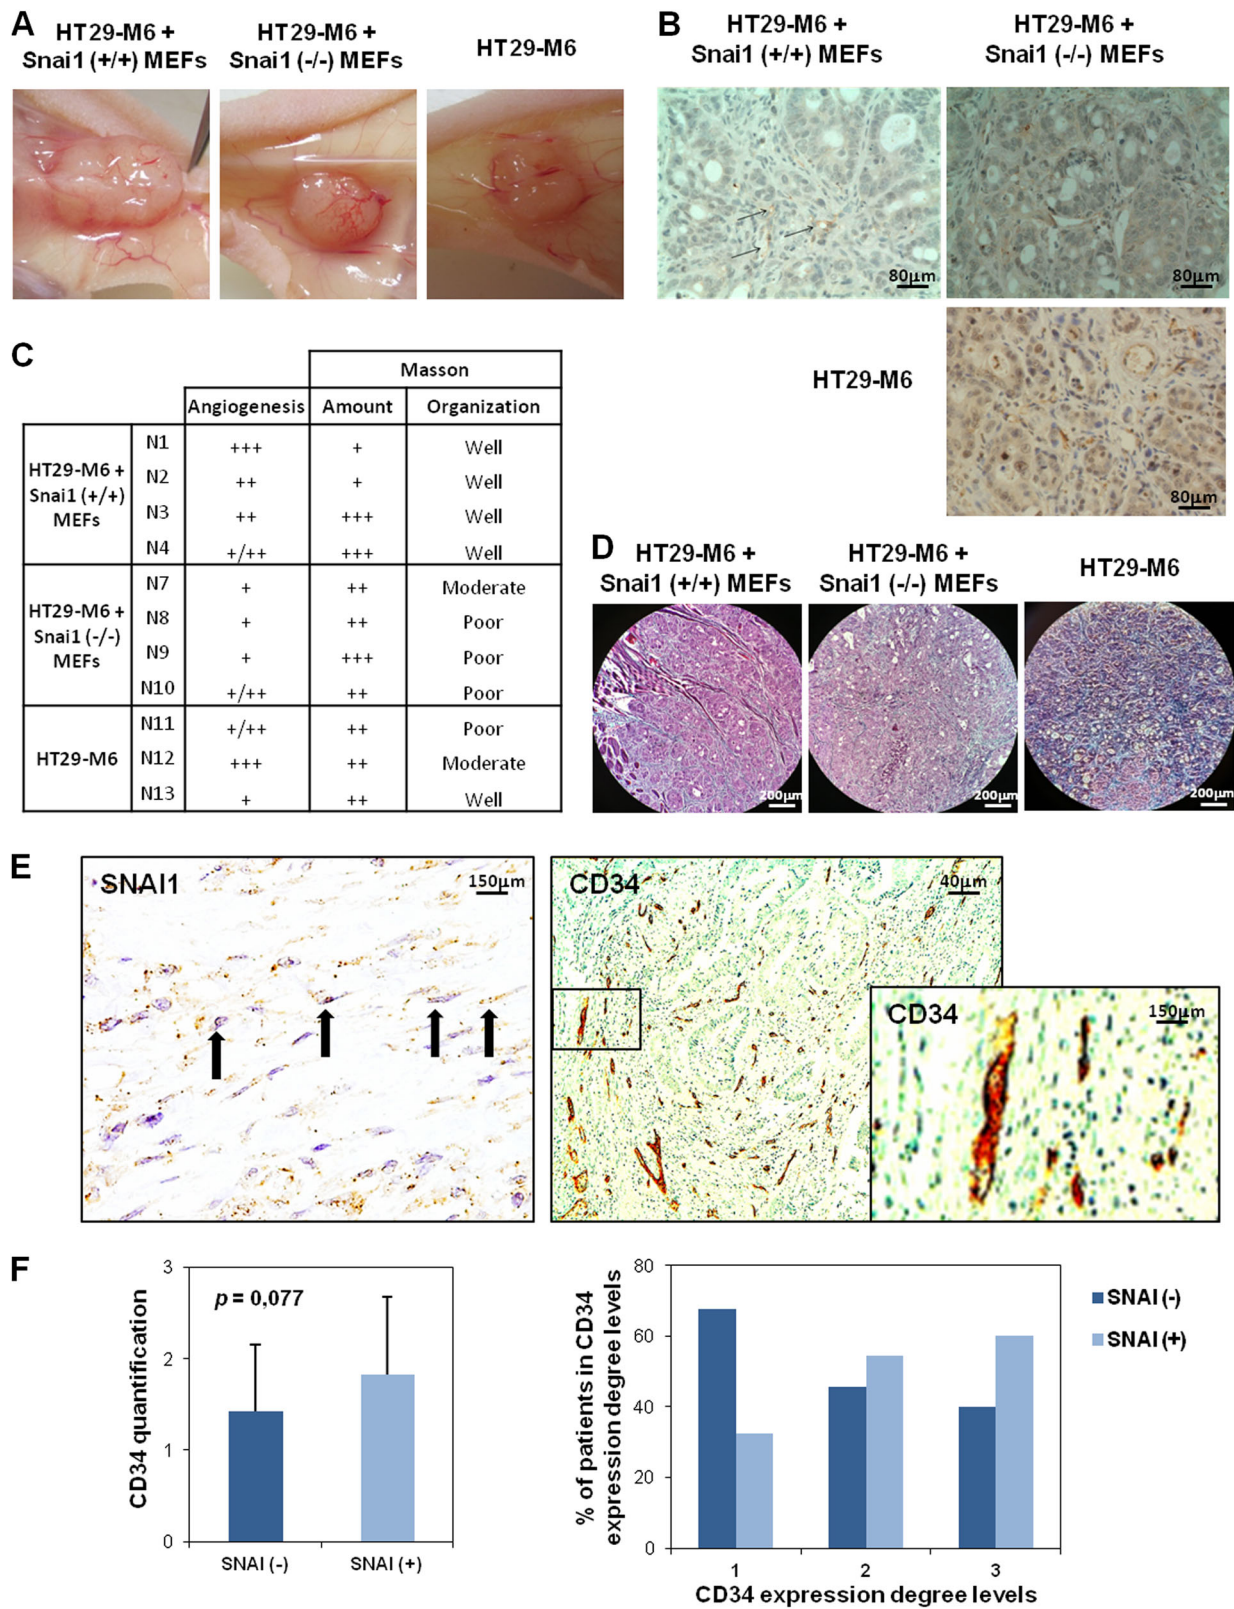 A
HT29-M6 +
Snai1 (+/+) MEFs
HT29-M6 +
Snai1 (-/-) MEFs
HT29-M6
B
HT29-M6 +
Snai1 (+/+) MEFs
HT29-M6 +
Snai1 (-/-) MEFs
80µm
80µm
HT29-M6
80µm
C
Masson
Angiogenesis Amount Organization
HT29-M6 +
Snai1 (+/+)
MEFs
N1 +++ + Well
N2 ++ + Well
N3 ++ +++ Well
N4 +/++ +++ Well
HT29-M6 +
Snai1 (-/-)
MEFs
N7 + ++ Moderate
N8 + ++ Poor
N9 + +++ Poor
N10 +/++ ++ Poor
HT29-M6
N11 +/++ ++ Poor
N12 +++ ++ Moderate
N13 + ++ Well
D
HT29-M6 +
Snai1 (+/+) MEFs
HT29-M6 +
Snai1 (-/-) MEFs
HT29-M6
200µm
200µm
200µm
E
SNAI1
150µm
CD34
40µm
CD34
150µm
F
CD34 quantification
3
2
1
0
p = 0,077
SNAI (-)
SNAI (+)
% of patients in CD34
expression degree levels
80
60
40
20
0
1
2
3
CD34 expression degree levels
SNAI (-)
SNAI (+)